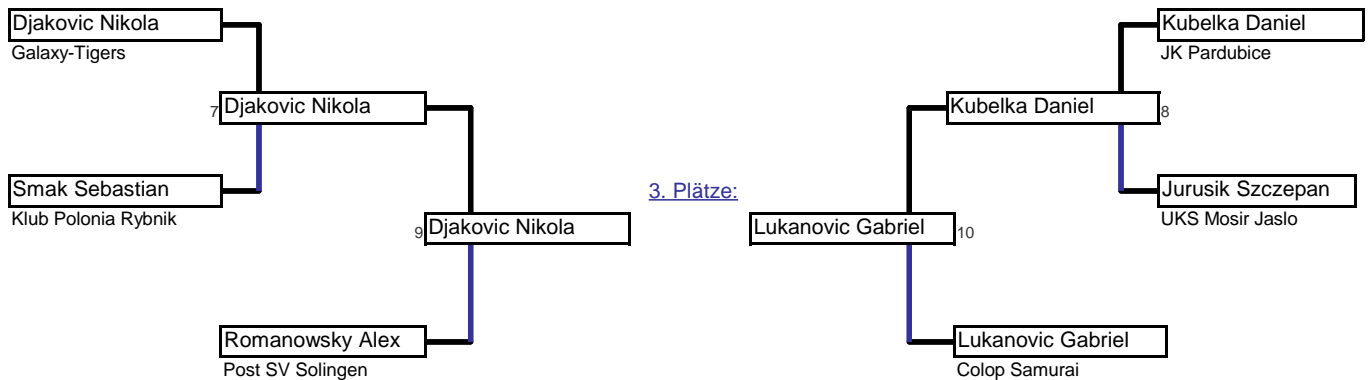 Djakovic Nikola
Galaxy-Tigers
Kubelka Daniel
JK Pardubice
7 Djakovic Nikola
Kubelka Daniel 8
Smak Sebastian
Klub Polonia Rybnik
3. Plätze:
Jurusik Szczepan
UKS Mosir Jaslo
9 Djakovic Nikola
Lukanovic Gabriel 10
Romanowsky Alex
Post SV Solingen
Lukanovic Gabriel
Colop Samurai